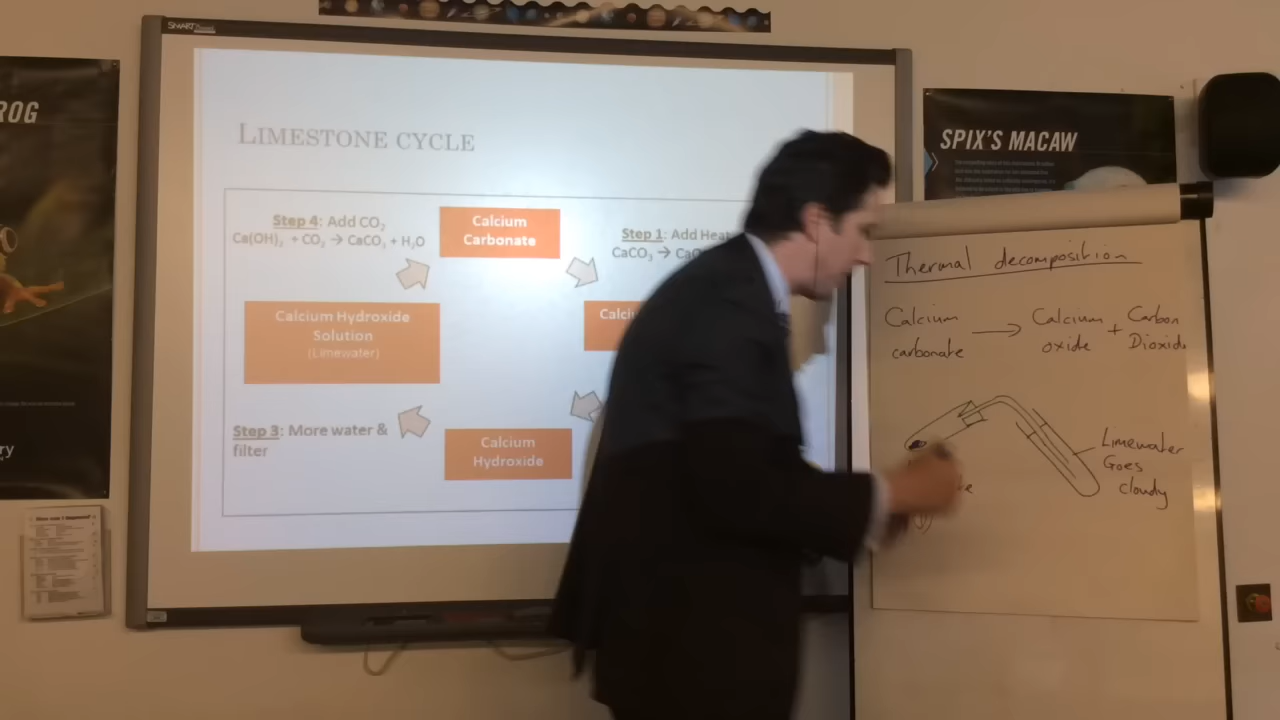 SMART
ROG
LIMESTONE CYCLE
Step 4: Add CO₂
Ca(OH)₂ + CO₂ → CaCO₃ + H₂O
Calcium
Carbonate
Step 1: Add Heat
CaCO₃ →
Calcium Hydroxide
Solution
(Limewater)
Step 3: More water &
filter
Calcium
Hydroxide
SPIX'S MACAW
Thermal decomposition
Calcium
carbonate
→
Calcium
oxide
+
Carbon
Dioxide
Limewater
Goes
cloudy